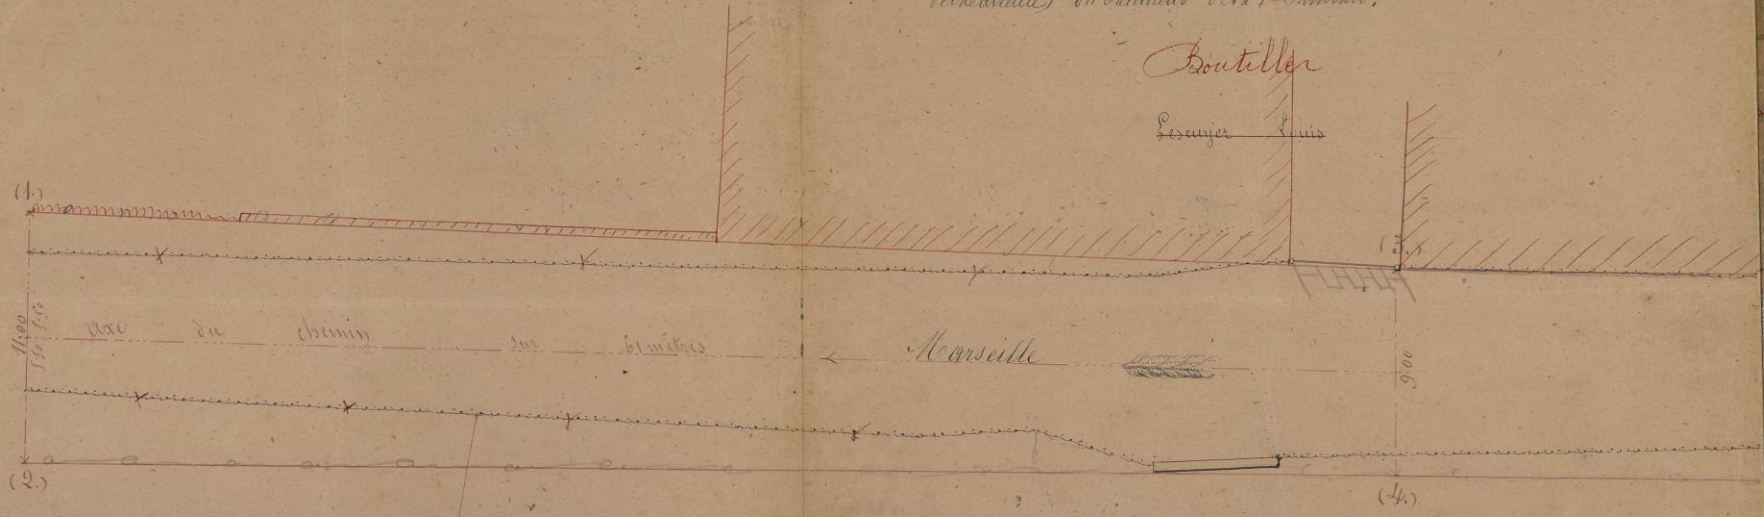 Boutiller
Louis
(1.)
(3.)
11.00
5.50 5.50
axe du chemin sur 61 mètres
Marseille
9.00
(2.)
(4.)